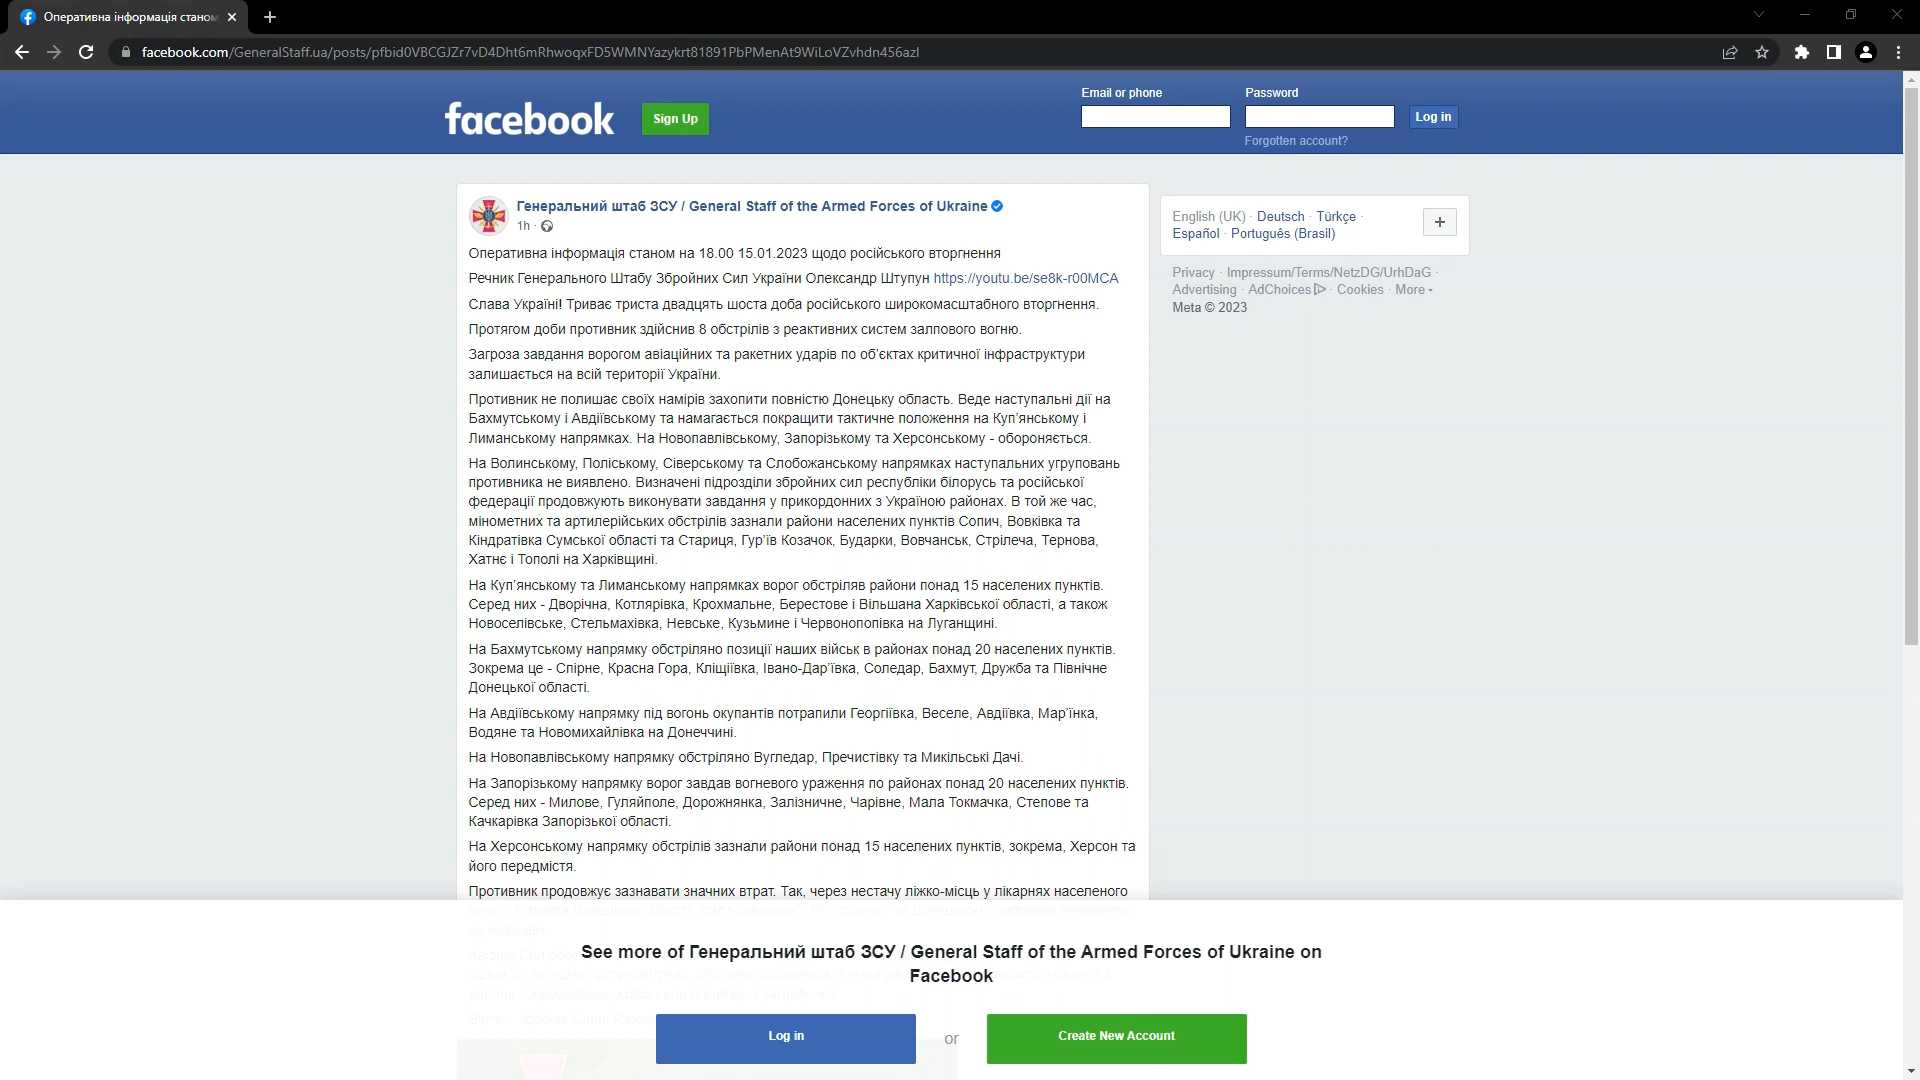 Оперативна інформація станом
facebook.com/GeneralStaff.ua/posts/pfbid0VBCGJZr7vD4Dht6mRhwoqxFD5WMNYazykrt81891PbPMenAt9WiLoVZvhdn456azl
facebook
Sign Up
Email or phone
Password
Log in
Forgotten account?
Генеральний штаб ЗСУ / General Staff of the Armed Forces of Ukraine
1h ·
Оперативна інформація станом на 18.00 15.01.2023 щодо російського вторгнення
Речник Генерального Штабу Збройних Сил України Олександр Штупун https://youtu.be/se8k-r00MCA
Слава Україні! Триває триста двадцять шоста доба російського широкомасштабного вторгнення.
Протягом доби противник здійснив 8 обстрілів з реактивних систем залпового вогню.
Загроза завдання ворогом авіаційних та ракетних ударів по об’єктах критичної інфраструктури
залишається на всій території України.
Противник не полишає своїх намірів захопити повністю Донецьку область. Веде наступальні дії на
Бахмутському і Авдіївському та намагається покращити тактичне положення на Куп’янському і
Лиманському напрямках. На Новопавлівському, Запорізькому та Херсонському - обороняється.
На Волинському, Поліському, Сіверському та Слобожанському напрямках наступальних угруповань
противника не виявлено. Визначені підрозділи збройних сил республіки білорусь та російської
федерації продовжують виконувати завдання у прикордонних з Україною районах. В той же час,
мінометних та артилерійських обстрілів зазнали райони населених пунктів Сопич, Вовківка та
Кіндратівка Сумської області та Стариця, Гур’їв Козачок, Бударки, Вовчанськ, Стрілеча, Тернова,
Хатнє і Тополі на Харківщині.
На Куп’янському та Лиманському напрямках ворог обстріляв райони понад 15 населених пунктів.
Серед них - Дворічна, Котлярівка, Крохмальне, Берестове і Вільшана Харківської області, а також
Новоселівське, Стельмахівка, Невське, Кузьмине і Червонопопівка на Луганщині.
На Бахмутському напрямку обстріляно позиції наших військ в районах понад 20 населених пунктів.
Зокрема це - Спірне, Красна Гора, Кліщіївка, Івано-Дар’ївка, Соледар, Бахмут, Дружба та Північне
Донецької області.
На Авдіївському напрямку під вогонь окупантів потрапили Георгіївка, Веселе, Авдіївка, Мар’їнка,
Водяне та Новомихайлівка на Донеччині.
На Новопавлівському напрямку обстріляно Вугледар, Пречистівку та Микільські Дачі.
На Запорізькому напрямку ворог завдав вогневого ураження по районах понад 20 населених пунктів.
Серед них - Милове, Гуляйполе, Дорожнянка, Залізничне, Чарівне, Мала Токмачка, Степове та
Качкарівка Запорізької області.
На Херсонському напрямку обстрілів зазнали райони понад 15 населених пунктів, зокрема, Херсон та
його передмістя.
Противник продовжує зазнавати значних втрат. Так, через нестачу ліжко-місць у лікарнях населеного
English (UK) · Deutsch · Türkçe ·
Español · Português (Brasil)
Privacy · Impressum/Terms/NetzDG/UrhDaG ·
Advertising · AdChoices · Cookies · More
Meta © 2023
See more of Генеральний штаб ЗСУ / General Staff of the Armed Forces of Ukraine on
Facebook
Log in
or
Create New Account